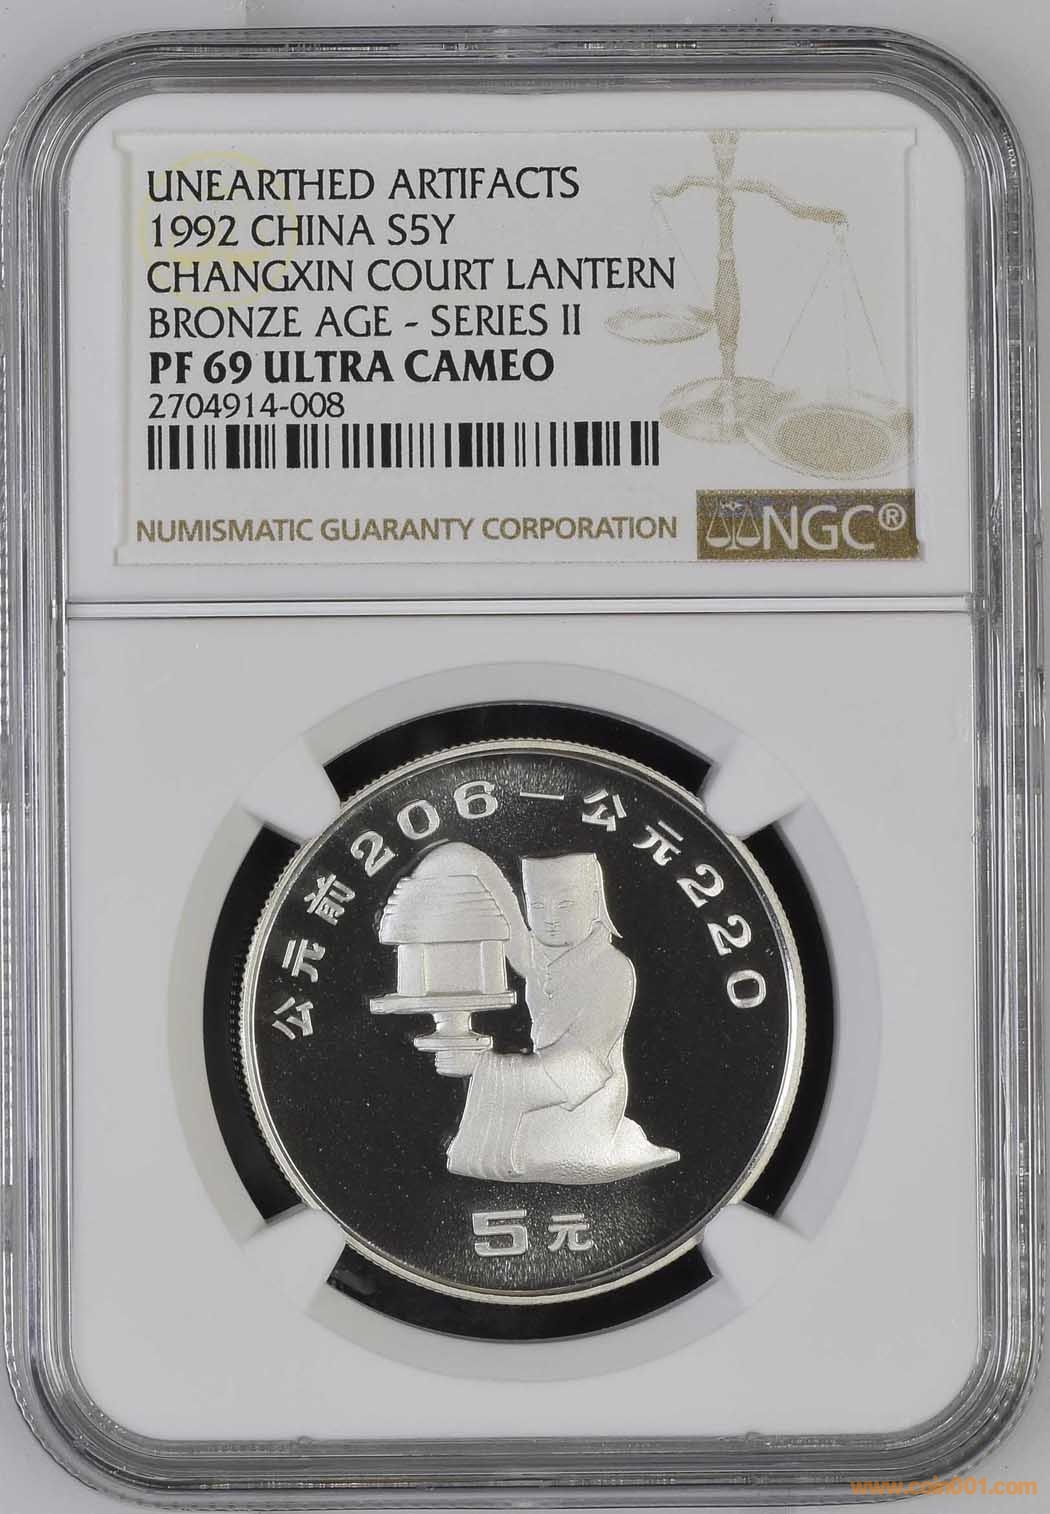 UNEARTHED ARTIFACTS
1992 CHINA S5Y
CHANGXIN COURT LANTERN
BRONZE AGE - SERIES II
PF 69 ULTRA CAMEO
2704914-008
NUMISMATIC GUARANTY CORPORATION
NGC®
公元前206一公元220
5元
www.coin001.com